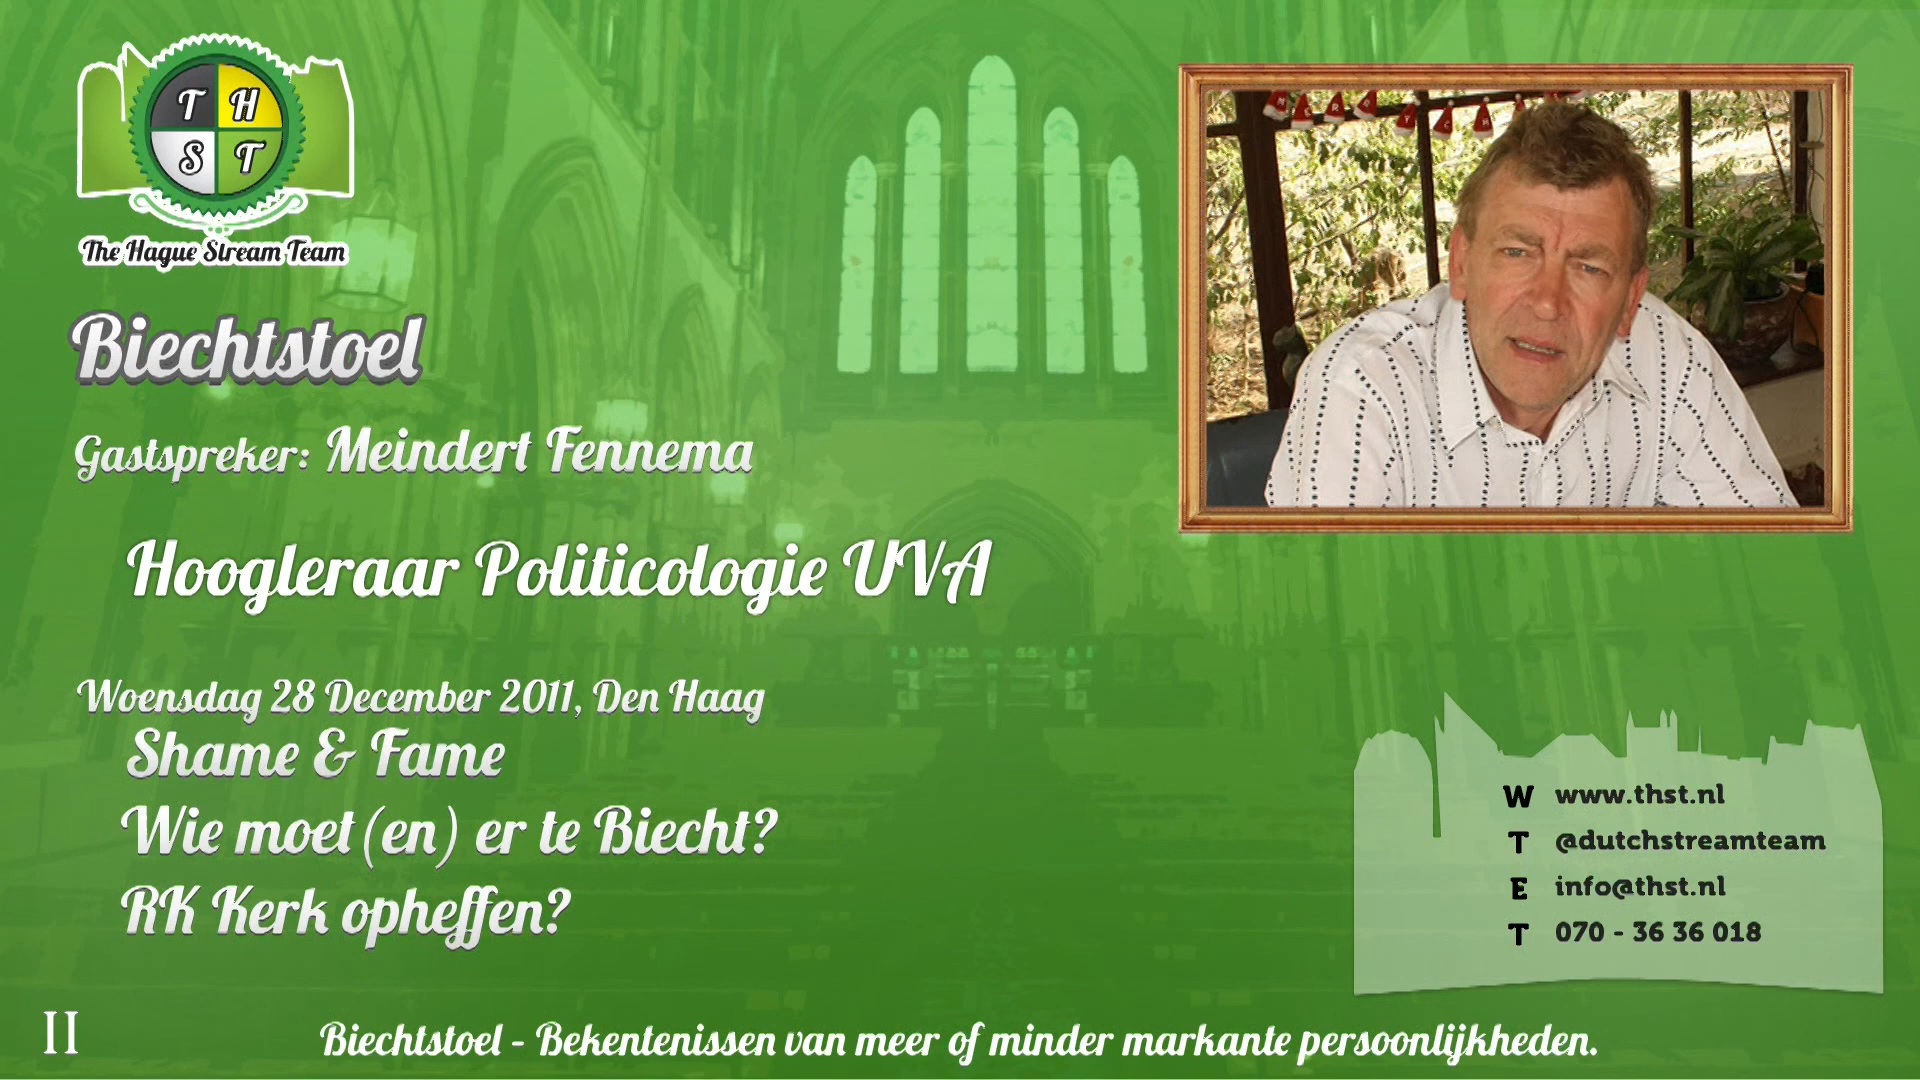 T H
S T
The Hague Stream Team
Biechtstoel
Gastspreker: Meindert Fennema
Hoogleraar Politicologie UVA
Woensdag 28 December 2011, Den Haag
Shame & Fame
Wie moet(en) er te Biecht?
RK Kerk opheffen?
W www.thst.nl
T @dutchstreamteam
E info@thst.nl
T 070 - 36 36 018
II
Biechtstoel - Bekentenissen van meer of minder markante persoonlijkheden.